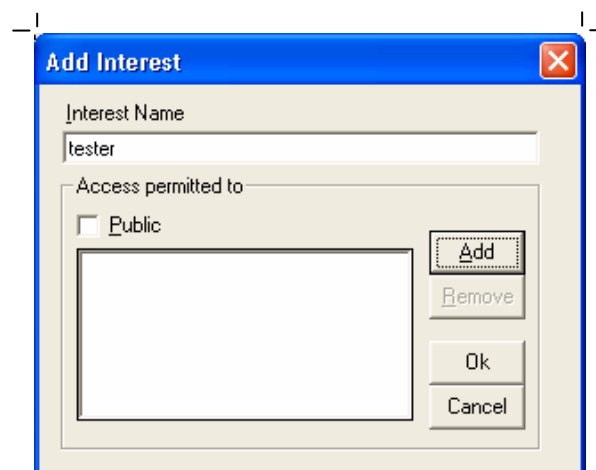 Add Interest
Interest Name
tester
Access permitted to
Public
Add
Remove
Ok
Cancel